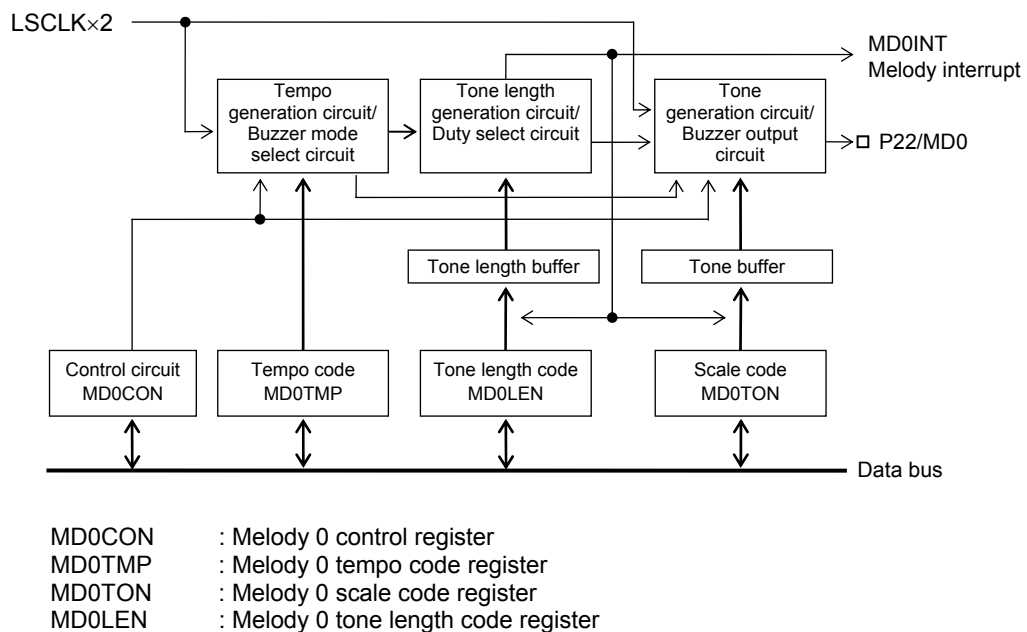 LSCLK×2
MD0INT
Melody interrupt
Tempo
generation circuit/
Buzzer mode
select circuit
Tone length
generation circuit/
Duty select circuit
Tone
generation circuit/
Buzzer output
circuit
P22/MD0
Tone length buffer
Tone buffer
Control circuit
MD0CON
Tempo code
MD0TMP
Tone length code
MD0LEN
Scale code
MD0TON
Data bus
MD0CON : Melody 0 control register
MD0TMP : Melody 0 tempo code register
MD0TON : Melody 0 scale code register
MD0LEN : Melody 0 tone length code register